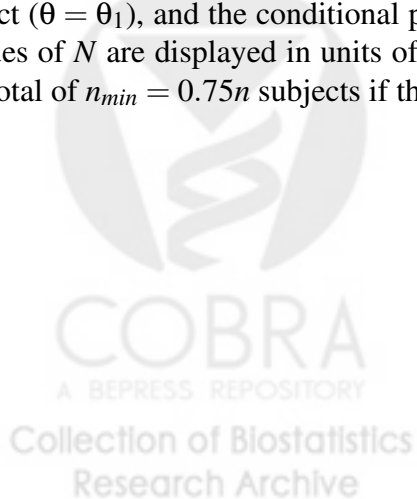 ct (θ = θ₁), and the conditional p
es of N are displayed in units of
otal of nₘᵢₙ = 0.75n subjects if th
COBRA
A BEPRESS REPOSITORY
Collection of Biostatistics
Research Archive